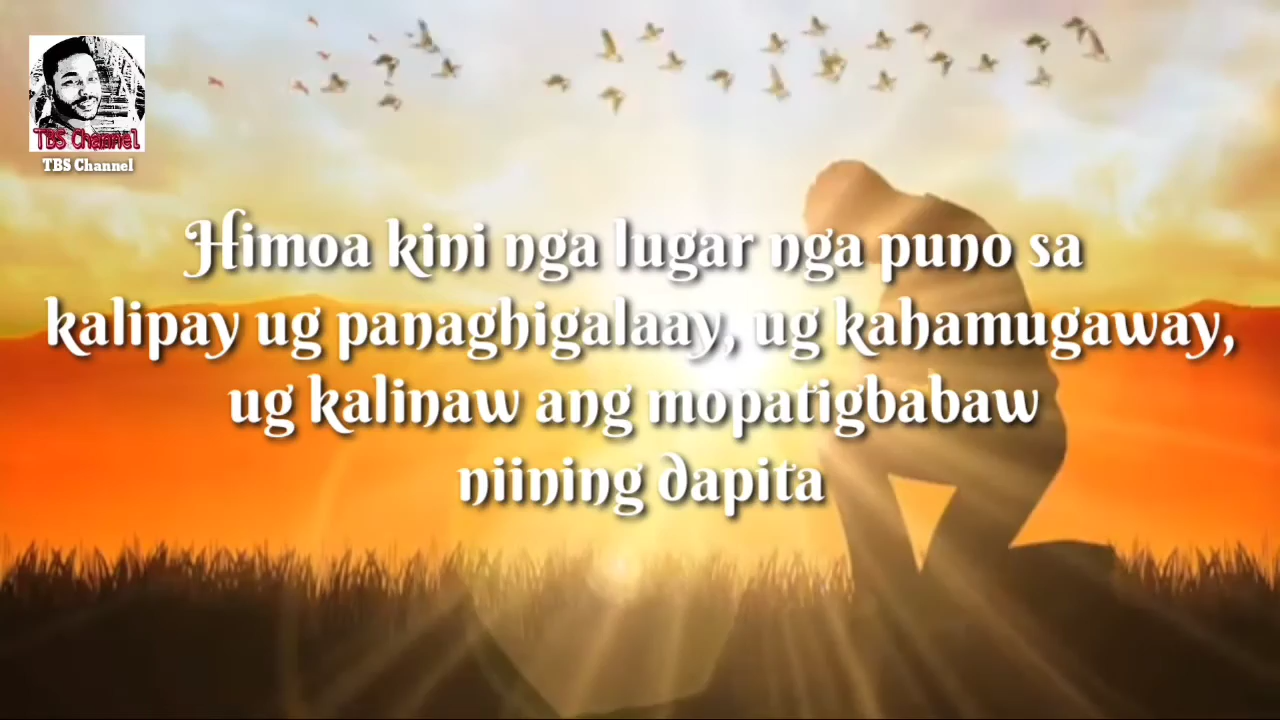 TBS Channel
TBS Channel
Himoa kini nga lugar nga puno sa
kalipay ug panaghigalaay, ug kahamugaway,
ug kalinaw ang mopatigbabaw
niining dapita